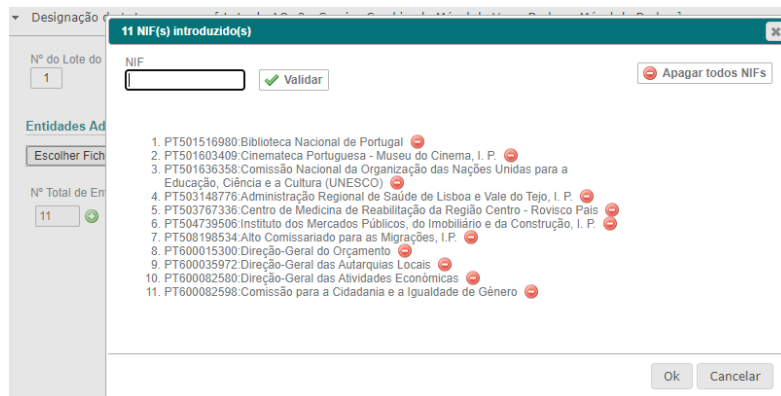 Designação
11 NIF(s) introduzido(s)
Nº do Lote do
1
NIF
Validar
Apagar todos NIFs
Entidades Ad
Escolher Fich
Nº Total de En
11
1. PT501516980:Biblioteca Nacional de Portugal
2. PT501603409:Cinemateca Portuguesa - Museu do Cinema, I. P.
3. PT501636358:Comissão Nacional da Organização das Nações Unidas para a
Educação, Ciência e a Cultura (UNESCO)
4. PT503148776:Administração Regional de Saúde de Lisboa e Vale do Tejo, I. P.
5. PT503767336:Centro de Medicina de Reabilitação da Região Centro - Rovisco Pais
6. PT504739506:Instituto dos Mercados Públicos, do Imobiliário e da Construção, I. P.
7. PT508198534:Alto Comissariado para as Migrações, I.P.
8. PT600015300:Direção-Geral do Orçamento
9. PT600035972:Direção-Geral das Autarquias Locais
10. PT600082580:Direção-Geral das Atividades Económicas
11. PT600082598:Comissão para a Cidadania e a Igualdade de Género
Ok
Cancelar